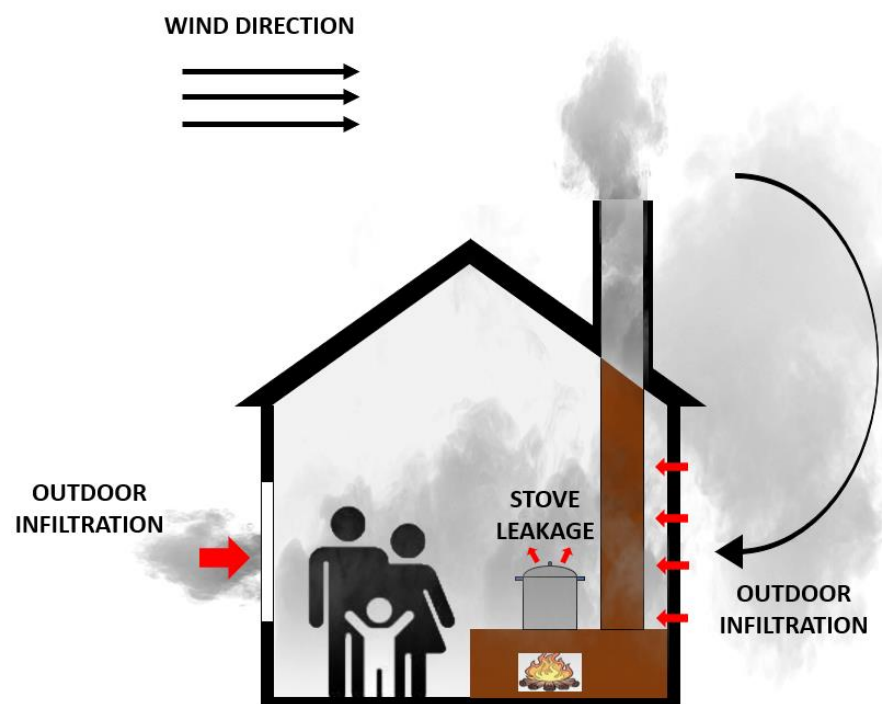 WIND DIRECTION
STOVE
LEAKAGE
OUTDOOR
INFILTRATION
OUTDOOR
INFILTRATION